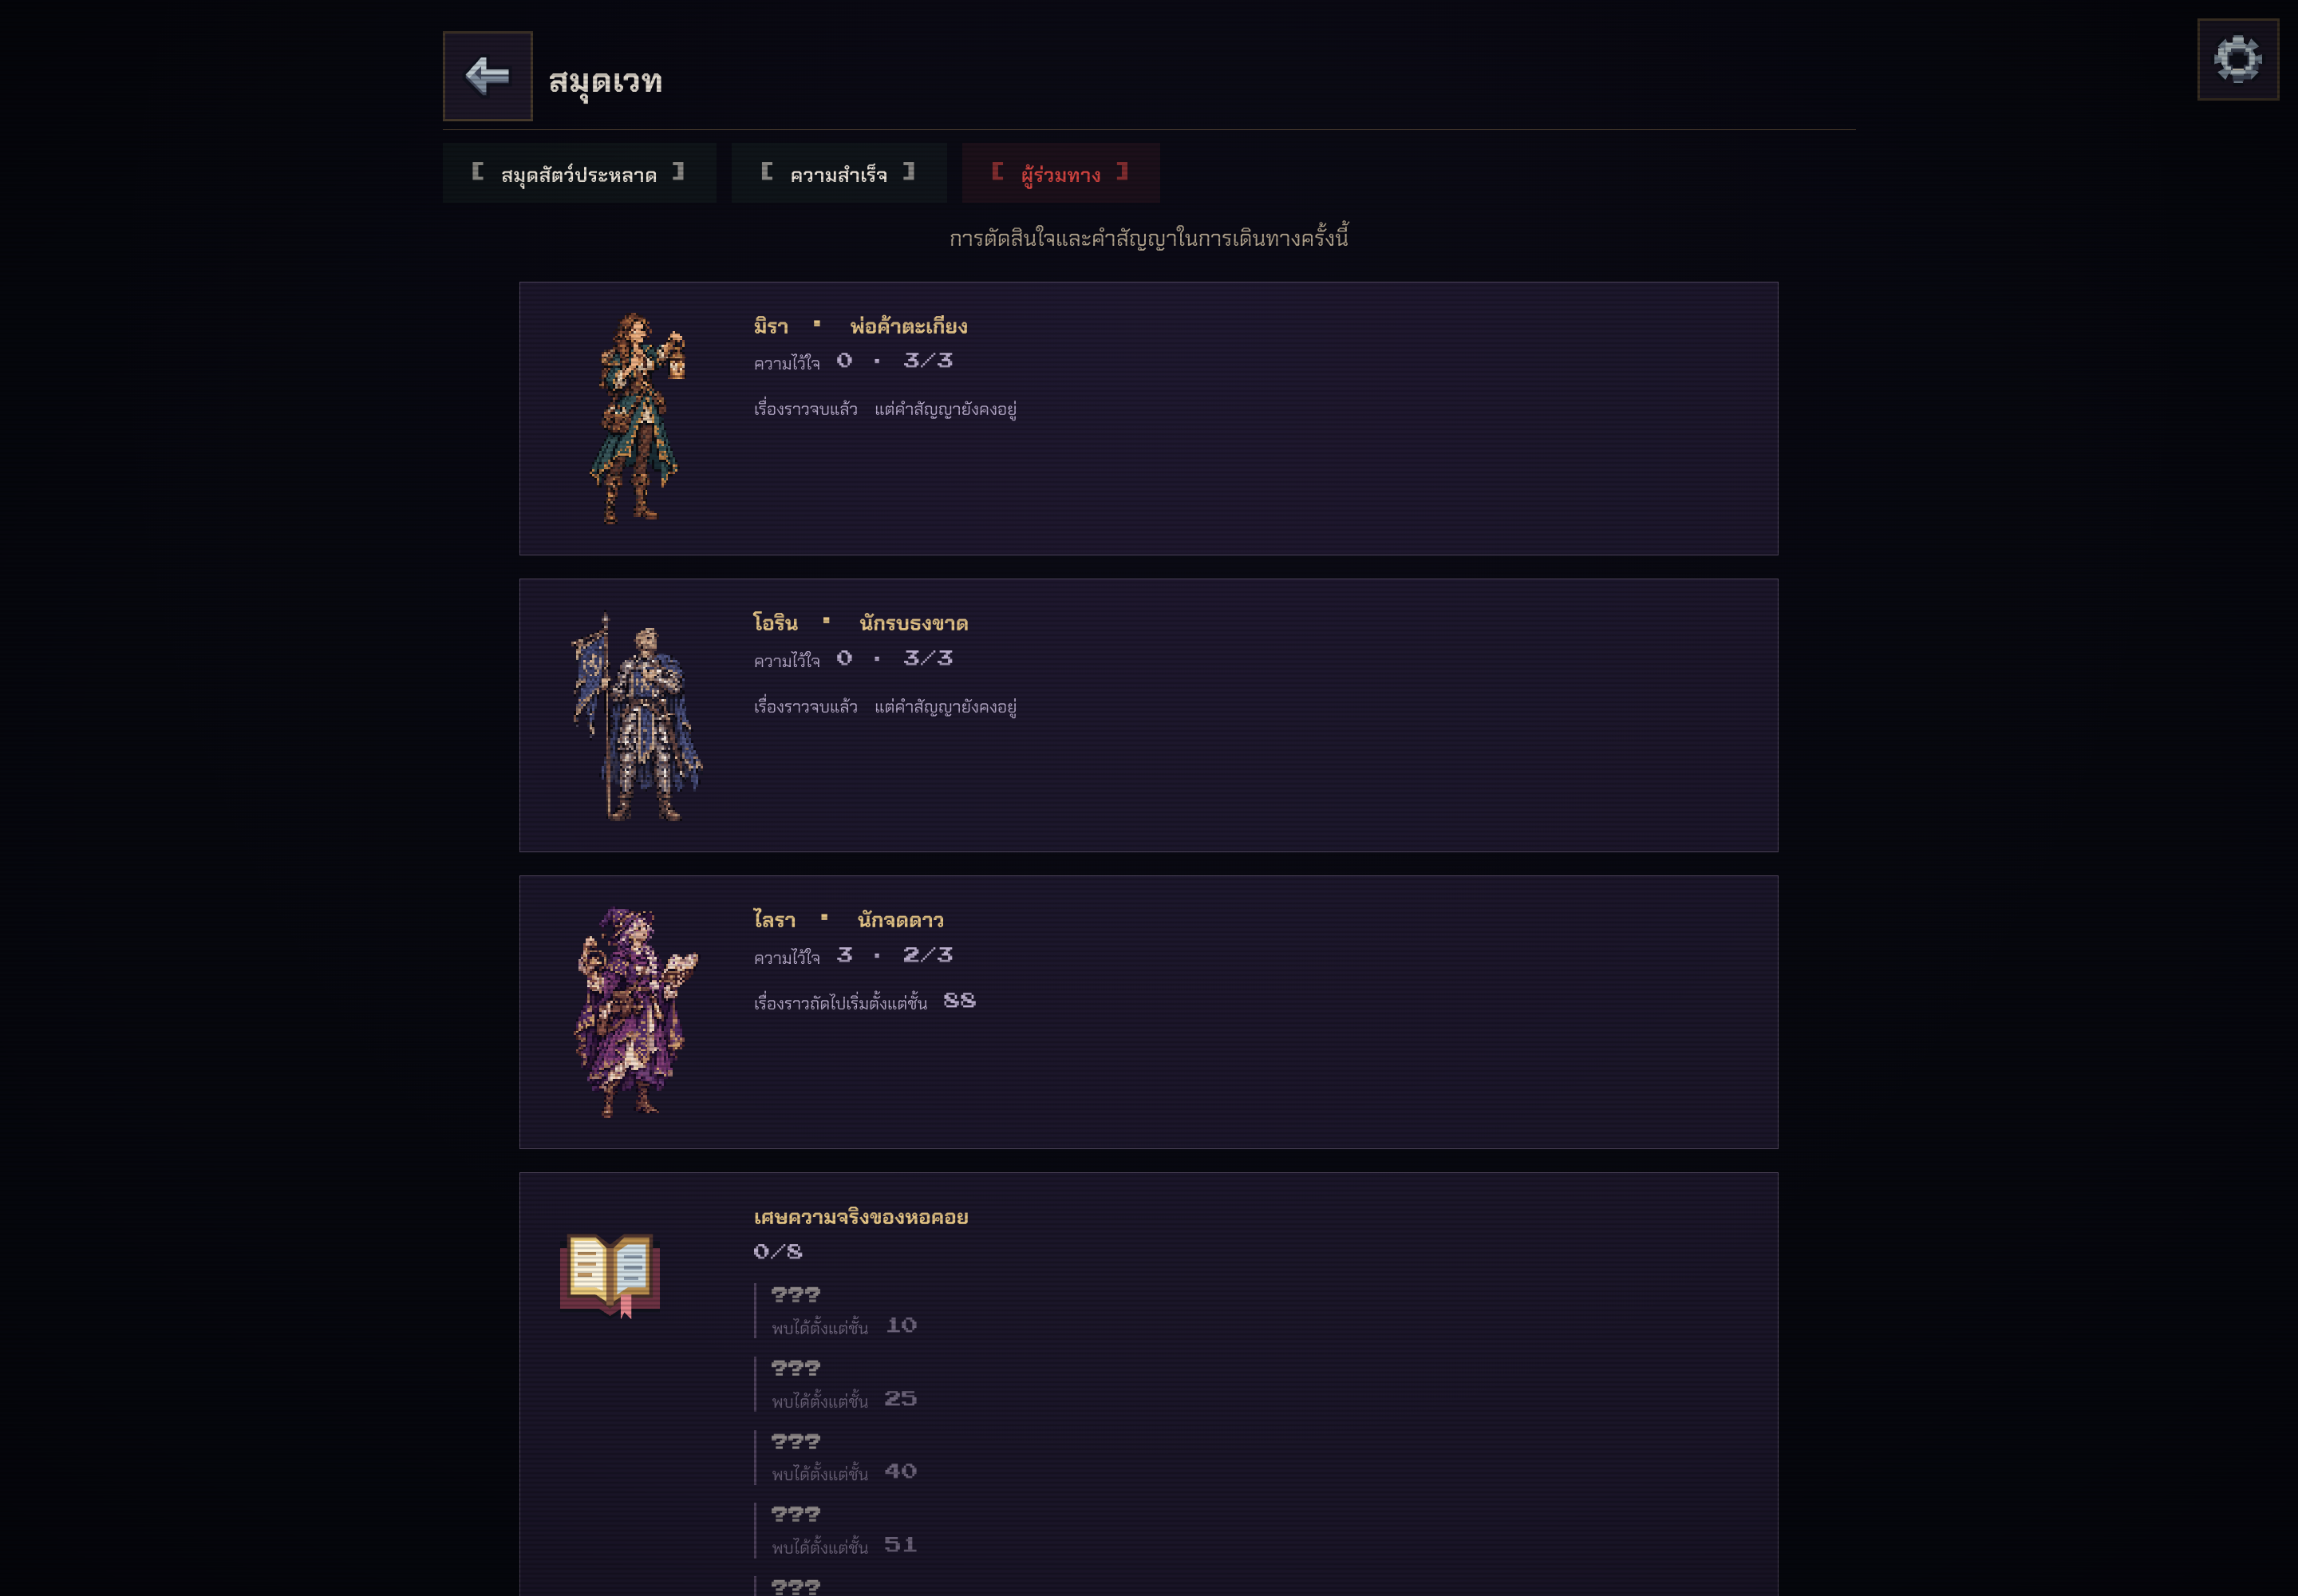 สมุดเวท
[ สมุดสัตว์ประหลาด ] [ ความสำเร็จ ] [ ผู้ร่วมทาง ]
การตัดสินใจและคำสัญญาในการเดินทางครั้งนี้
มิรา · พ่อค้าตะเกียง
ความไว้ใจ 0 · 3/3
เรื่องราวจบแล้ว แต่คำสัญญายังคงอยู่
โอริน · นักรบธงขาด
ความไว้ใจ 0 · 3/3
เรื่องราวจบแล้ว แต่คำสัญญายังคงอยู่
ไลรา · นักจดดาว
ความไว้ใจ 3 · 2/3
เรื่องราวถัดไปเริ่มตั้งแต่ชั้น 88
เศษความจริงของหอคอย
0/8
???
พบได้ตั้งแต่ชั้น 10
???
พบได้ตั้งแต่ชั้น 25
???
พบได้ตั้งแต่ชั้น 40
???
พบได้ตั้งแต่ชั้น 51
???